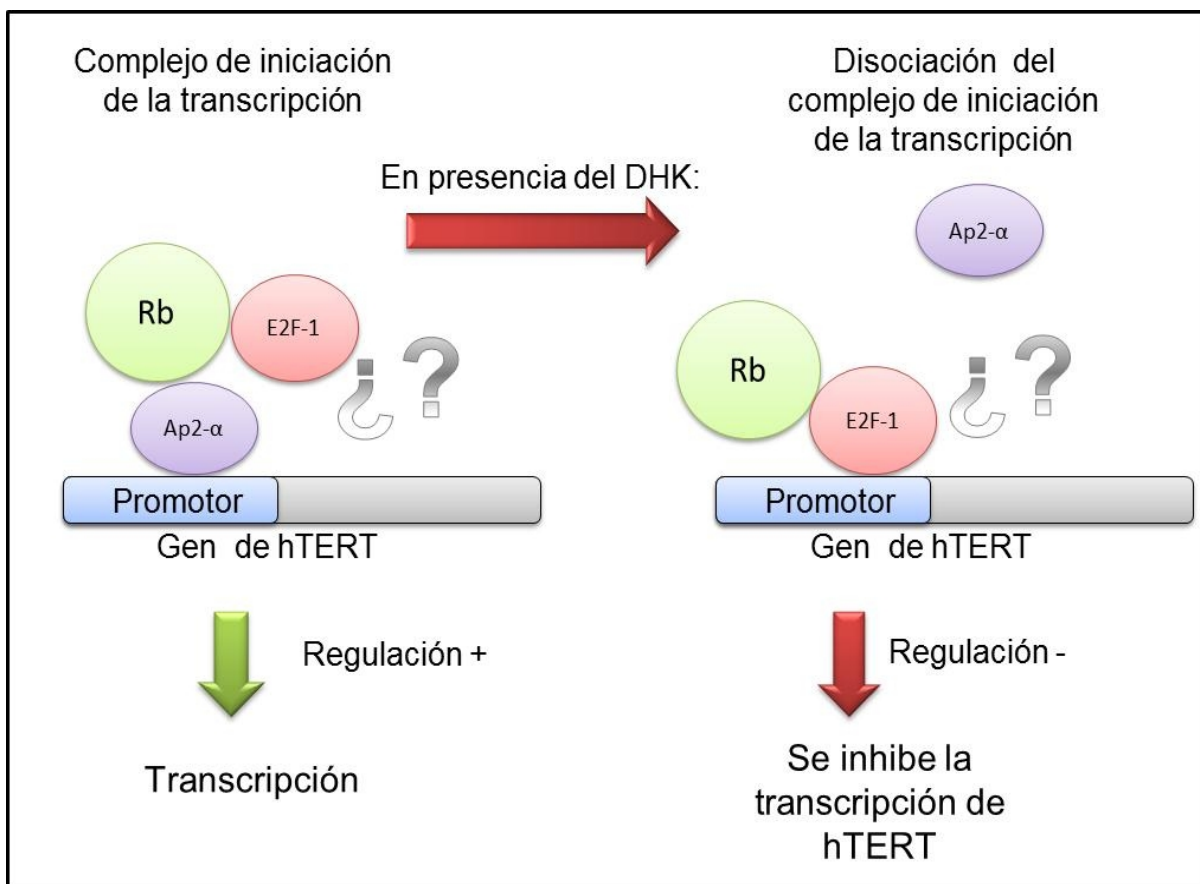 Complejo de iniciación
de la transcripción
Disociación del
complejo de iniciación
de la transcripción
En presencia del DHK:
Ap2-α
Rb
E2F-1
¿?
Ap2-α
Promotor
Gen de hTERT
Rb
E2F-1
¿?
Promotor
Gen de hTERT
Regulación +
Regulación -
Transcripción
Se inhibe la
transcripción de
hTERT